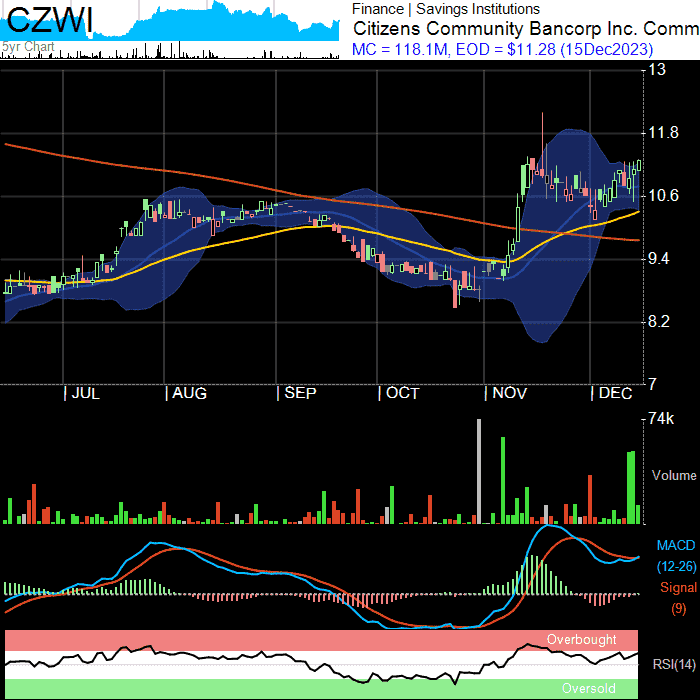 CZWI
5yr Chart
Finance | Savings Institutions
Citizens Community Bancorp Inc. Comm
MC = 118.1M, EOD = $11.28 (15Dec2023)
13
11.8
10.6
9.4
8.2
7
JUL
AUG
SEP
OCT
NOV
DEC
74k
Volume
MACD
(12-26)
Signal
(9)
Overbought
RSI(14)
Oversold